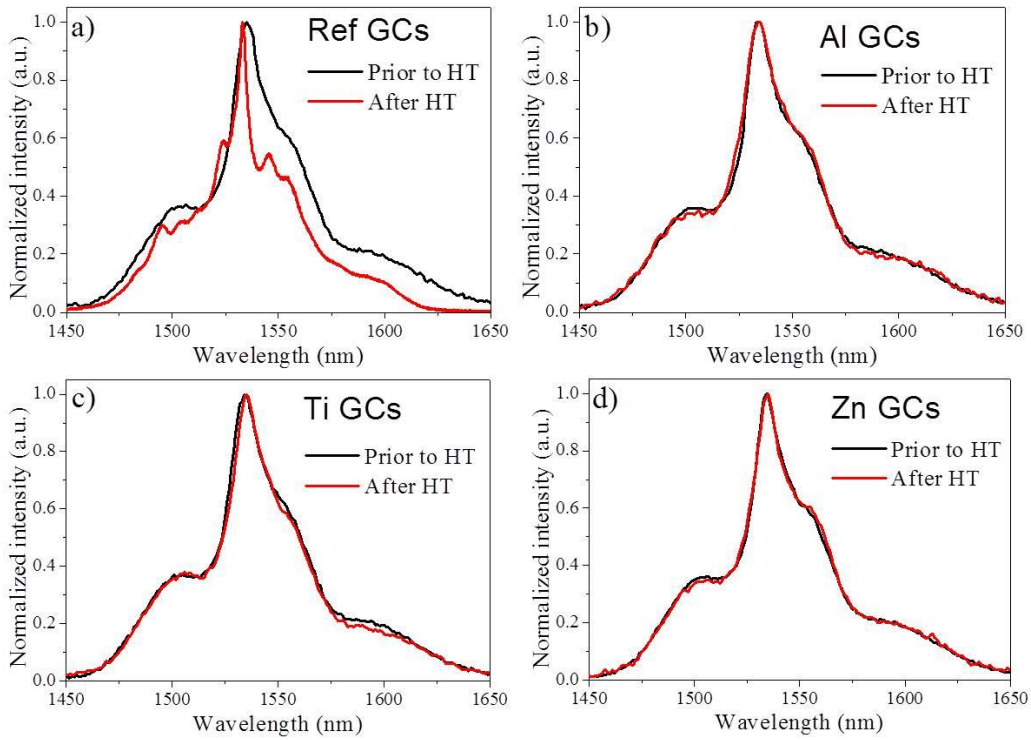 a)
Ref GCs
Prior to HT
After HT
Normalized intensity (a.u.)
1.0
0.8
0.6
0.4
0.2
0.0
1450 1500 1550 1600 1650
Wavelength (nm)
b)
Al GCs
Prior to HT
After HT
Normalized intensity (a.u.)
1.0
0.8
0.6
0.4
0.2
0.0
1450 1500 1550 1600 1650
Wavelength (nm)
c)
Ti GCs
Prior to HT
After HT
Normalized intensity (a.u.)
1.0
0.8
0.6
0.4
0.2
0.0
1450 1500 1550 1600 1650
Wavelength (nm)
d)
Zn GCs
Prior to HT
After HT
Normalized intensity (a.u.)
1.0
0.8
0.6
0.4
0.2
0.0
1450 1500 1550 1600 1650
Wavelength (nm)